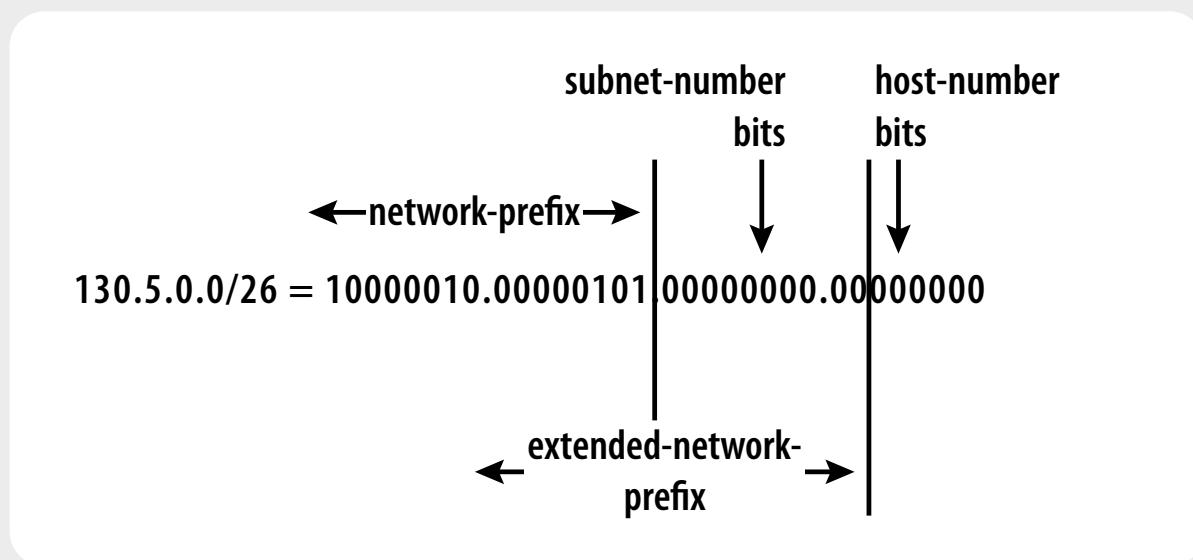 subnet-number
bits
host-number
bits
network-prefix
130.5.0.0/26 = 10000010.00000101.00000000.00000000
extended-network-
prefix